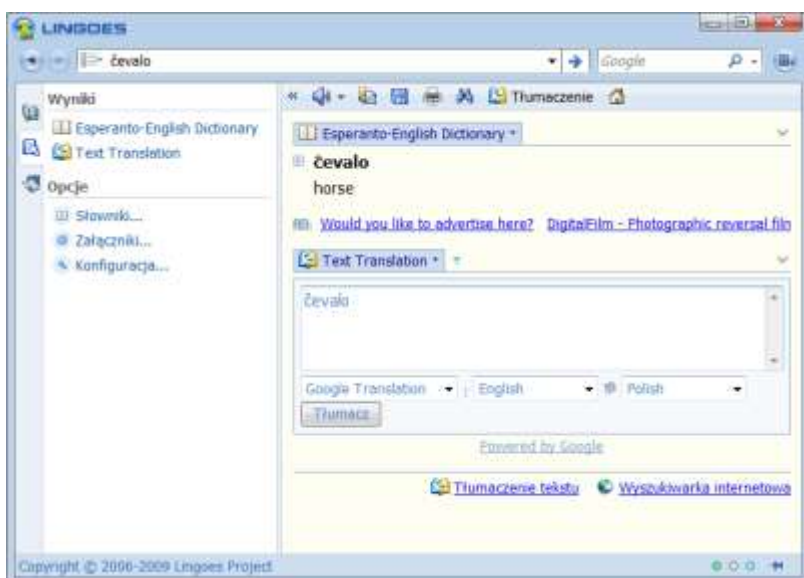 LINGOES
čevalo
Google
Wyniki
Esperanto-English Dictionary
Text Translation
Opcje
Słowniki...
Załączniki...
Konfiguracja...
Tłumaczenie
Esperanto-English Dictionary
čevalo
horse
Would you like to advertise here? DigitalFilm - Photographic reversal film
Text Translation
čevalo
Google Translation English Polish
Tłumacz
Powered by Google
Tłumaczenie tekstu Wyszukiwarka internetowa
Copyright © 2006-2009 Lingoes Project